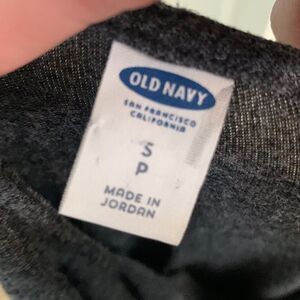 OLD NAVY
SAN FRANCISCO
CALIFORNIA
S
P
MADE IN
JORDAN